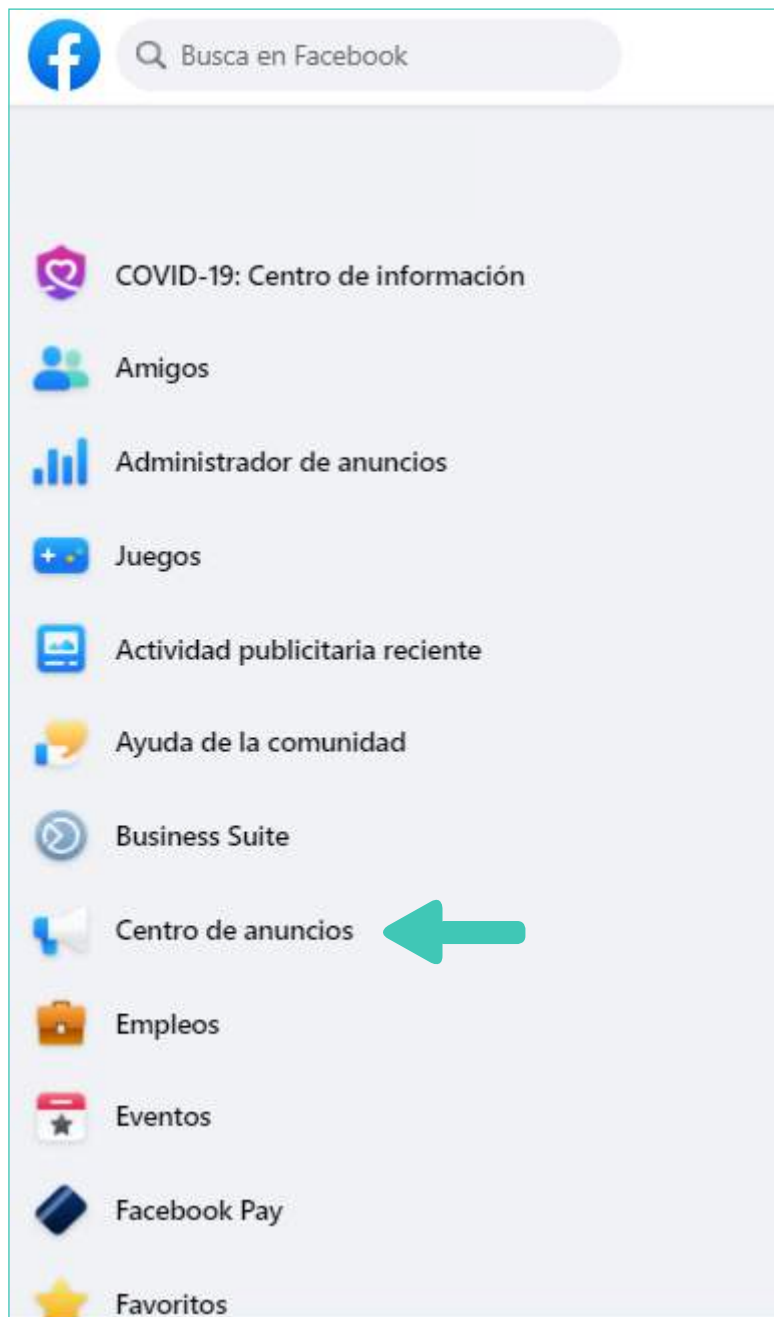 Busca en Facebook
COVID-19: Centro de información
Amigos
Administrador de anuncios
Juegos
Actividad publicitaria reciente
Ayuda de la comunidad
Business Suite
Centro de anuncios
Empleos
Eventos
Facebook Pay
Favoritos